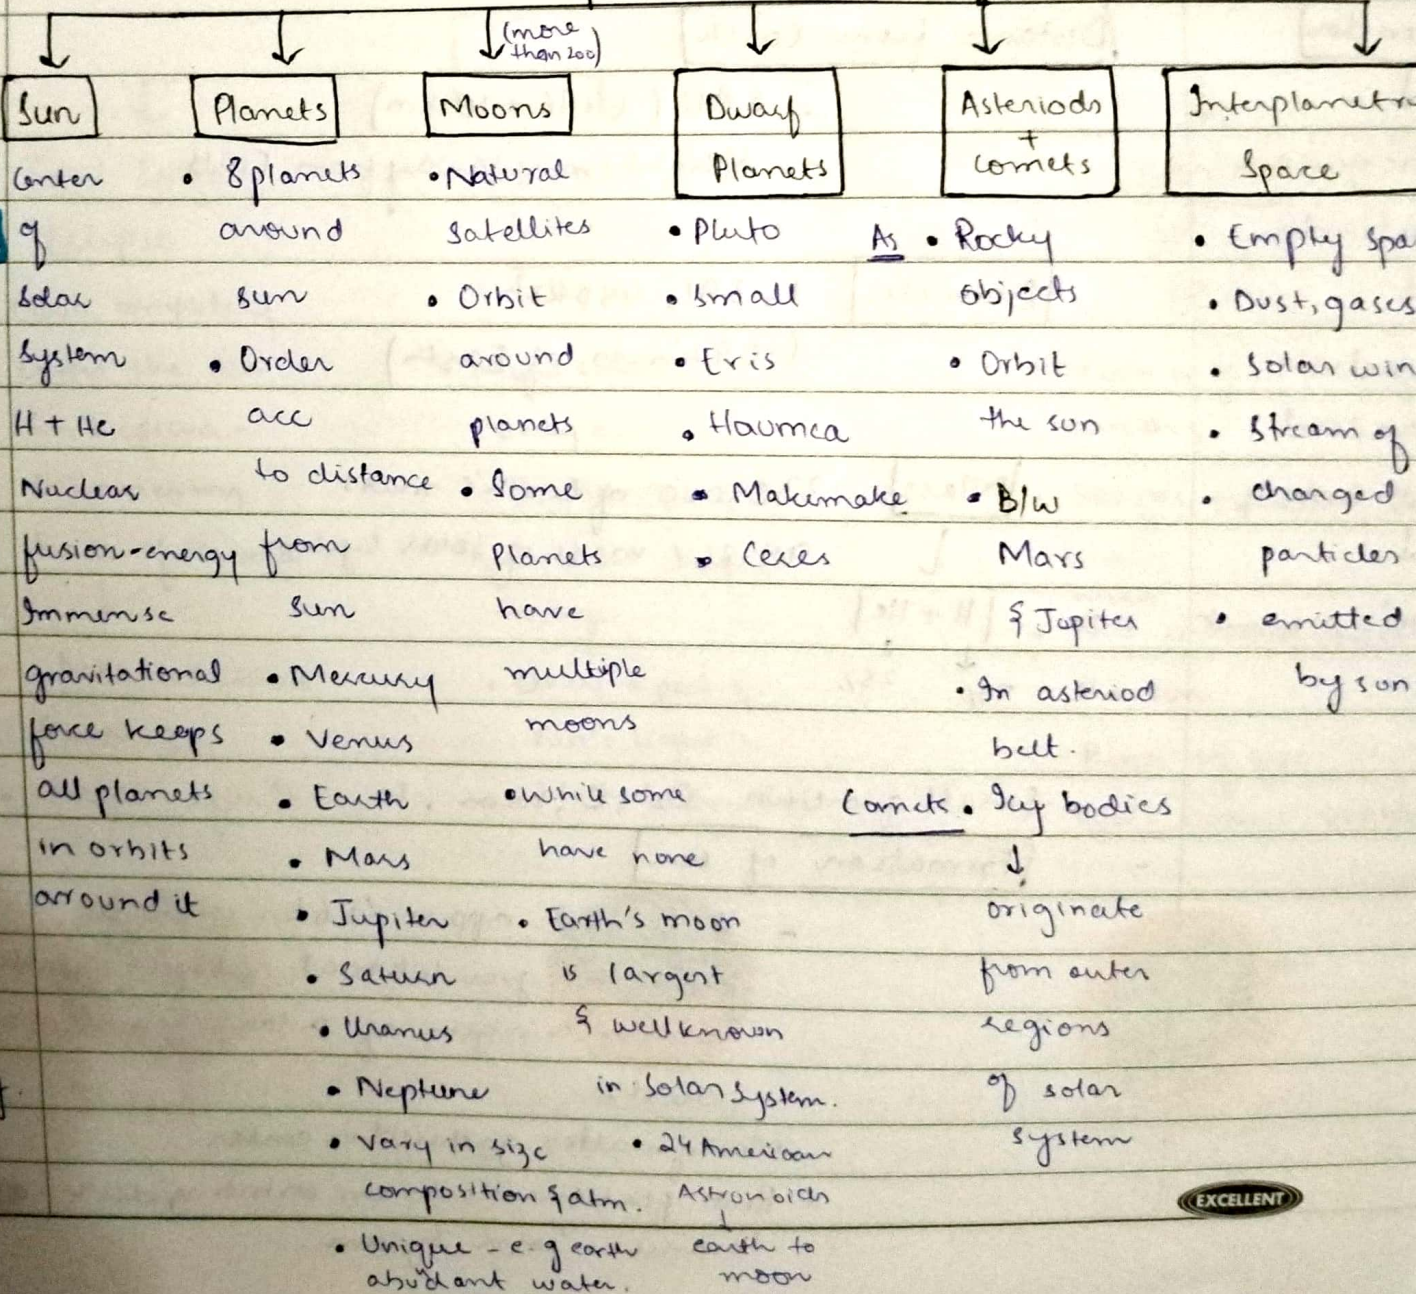 (more
than 200)
Sun
Center
of
Solar
System
H + He
Nuclear
fusion-energy
Immense
gravitational
force keeps
all planets
in orbits
arround it
Planets
• 8 planets
around
sun
• Order
acc
to distance
from
sun
• Mercury
• Venus
• Earth
• Mars
• Jupiter
• Saturn
• Uranus
• Neptune
• Vary in size
composition & atm.
• Unique - e.g earth
abudant water.
Moons
• Natural
satellites
• Orbit
around
planets
• Some
planets
have
multiple
moons
• while some
have none
• Earth's moon
is largest
& well known
in Solar System.
• 24 American
↓
earth to
moon
Dwarf
Planets
• Pluto
• Small
• Eris
• Haumea
• Makemake
• Ceres
Asteriods
+
Comets
As • Rocky
objects
• Orbit
the sun
• B/w
Mars
& Jupiter
• In asteriod
belt.
Comets • Icy bodies
↓
originate
from outer
regions
of solar
system
Interplanetr
Space
• Empty spa
• Dust, gases
• Solar win
• Stream of
• charged
particles
• emitted
by sun
EXCELLENT